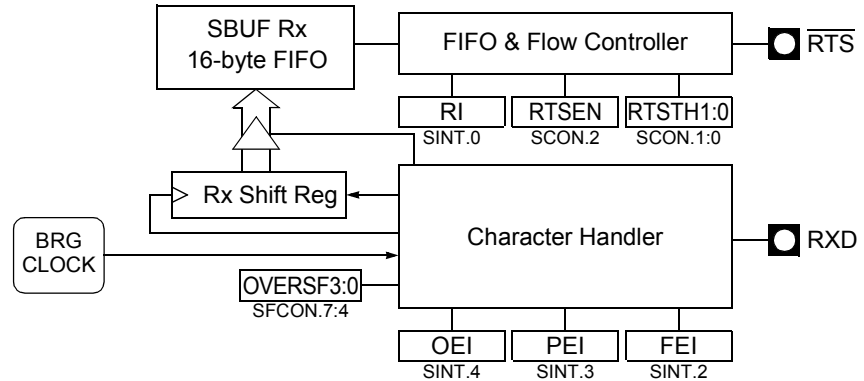 SBUF Rx
16-byte FIFO
FIFO & Flow Controller
RTS
RI
RTSEN
RTSTH1:0
SINT.0
SCON.2
SCON.1:0
Rx Shift Reg
Character Handler
RXD
BRG
CLOCK
OVERSF3:0
SFCON.7:4
OEI
PEI
FEI
SINT.4
SINT.3
SINT.2